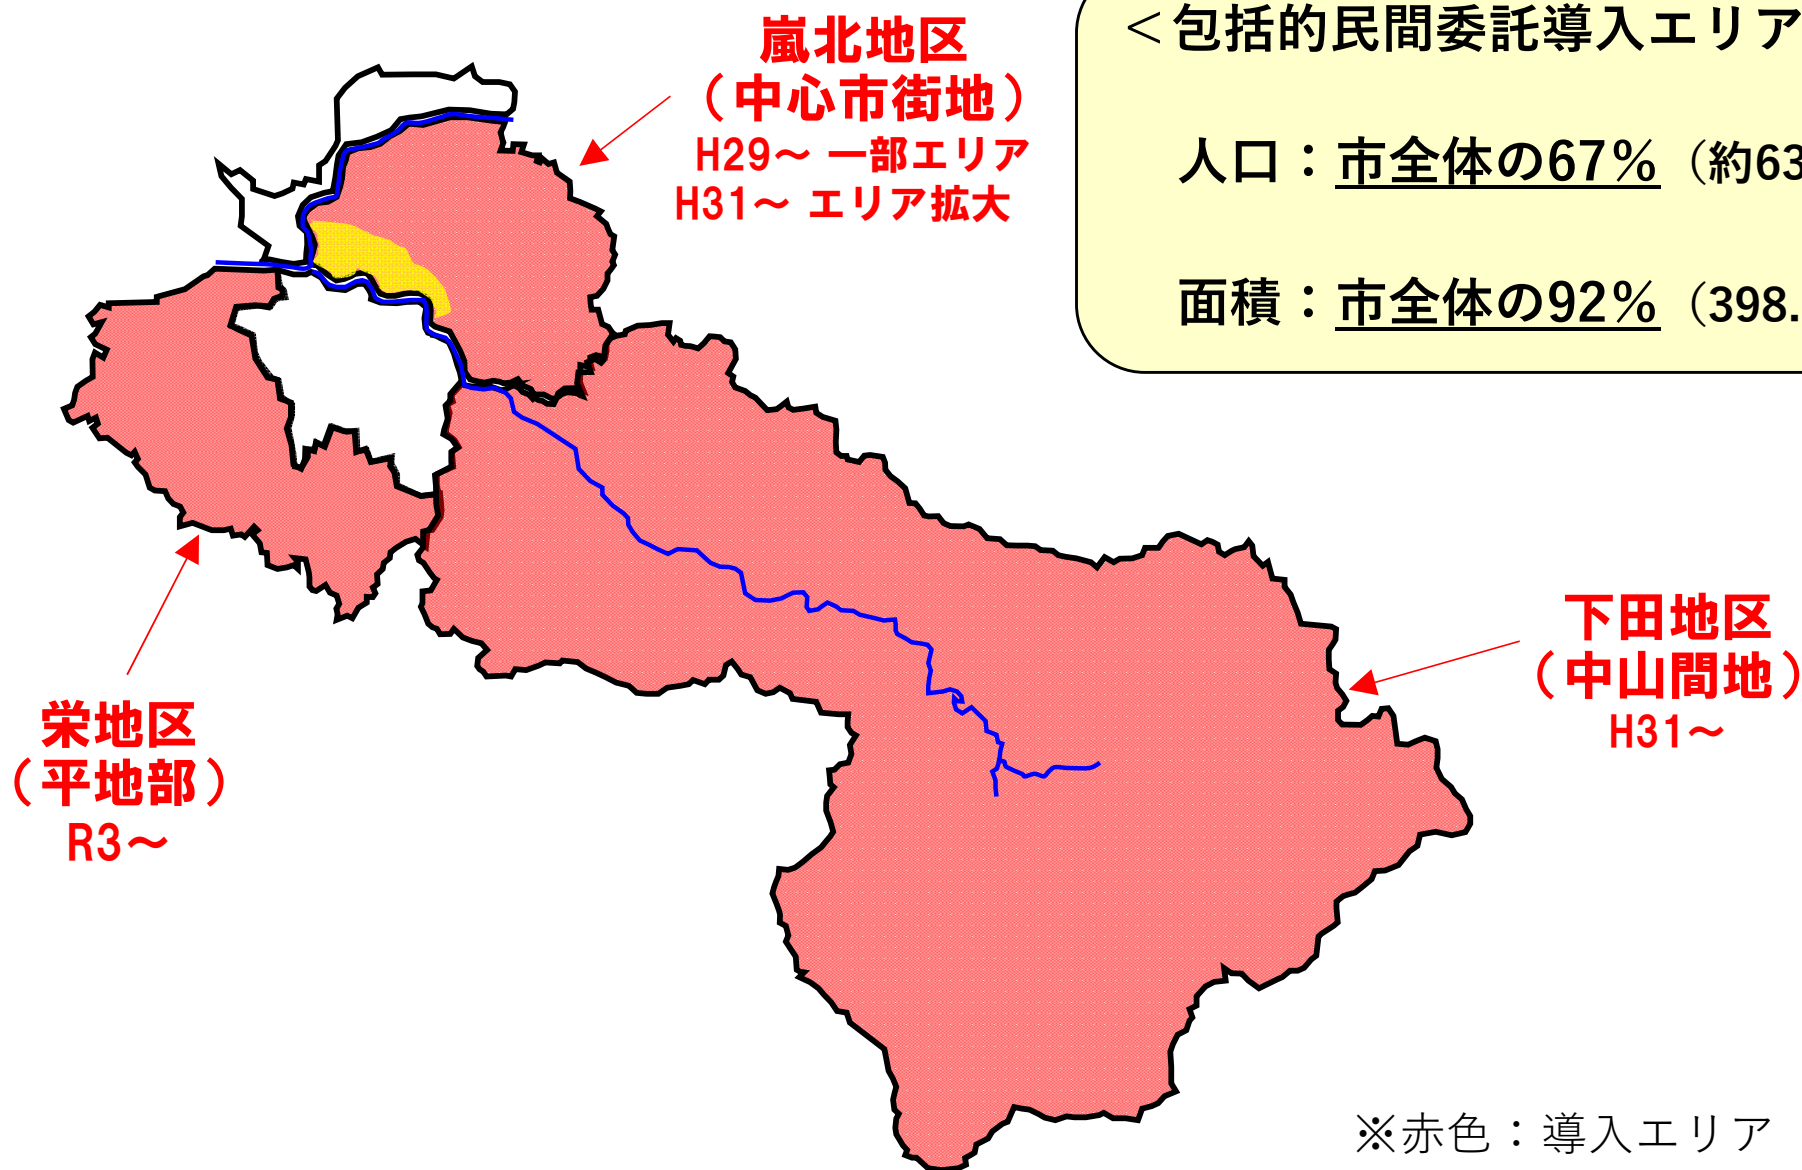 嵐北地区
（中心市街地）
H29～ 一部エリア
H31～ エリア拡大
＜包括的民間委託導入エリア
人口：市全体の67%（約63
面積：市全体の92%（398.
下田地区
（中山間地）
H31～
栄地区
（平地部）
R3～
※赤色：導入エリア